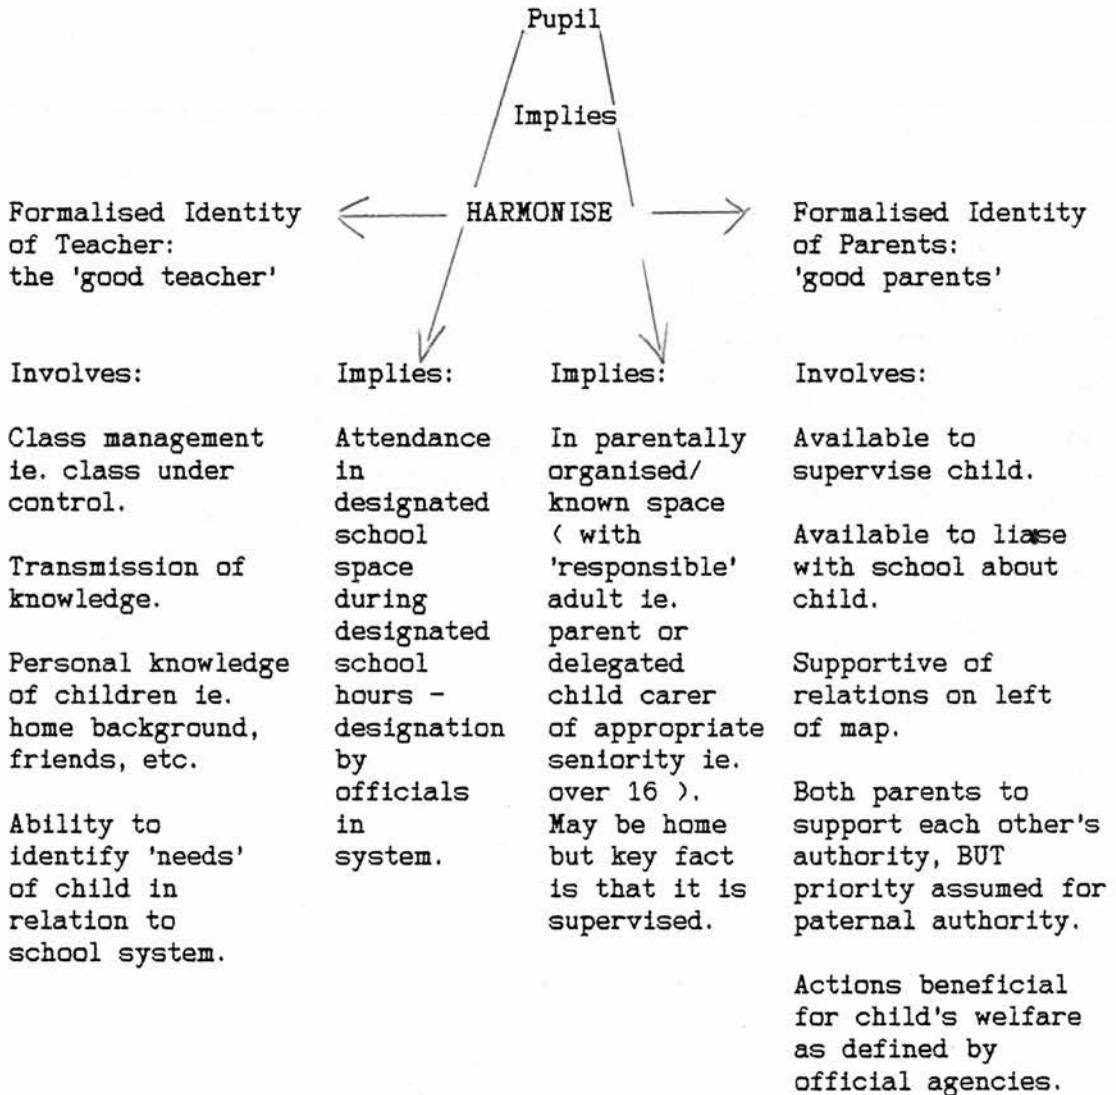 Pupil
Implies
HARMONISE
Formalised Identity
of Teacher:
the 'good teacher'
Formalised Identity
of Parents:
'good parents'
Involves:
Class management
ie. class under
control.
Transmission of
knowledge.
Personal knowledge
of children ie.
home background,
friends, etc.
Ability to
identify 'needs'
of child in
relation to
school system.
Implies:
Attendance
in
designated
school
space
during
designated
school
hours -
designation
by
officials
in
system.
Implies:
In parentally
organised/
known space
( with
'responsible'
adult ie.
parent or
delegated
child carer
of appropriate
seniority ie.
over 16 ).
May be home
but key fact
is that it is
supervised.
Involves:
Available to
supervise child.
Available to liase
with school about
child.
Supportive of
relations on left
of map.
Both parents to
support each other's
authority, BUT
priority assumed for
paternal authority.
Actions beneficial
for child's welfare
as defined by
official agencies.